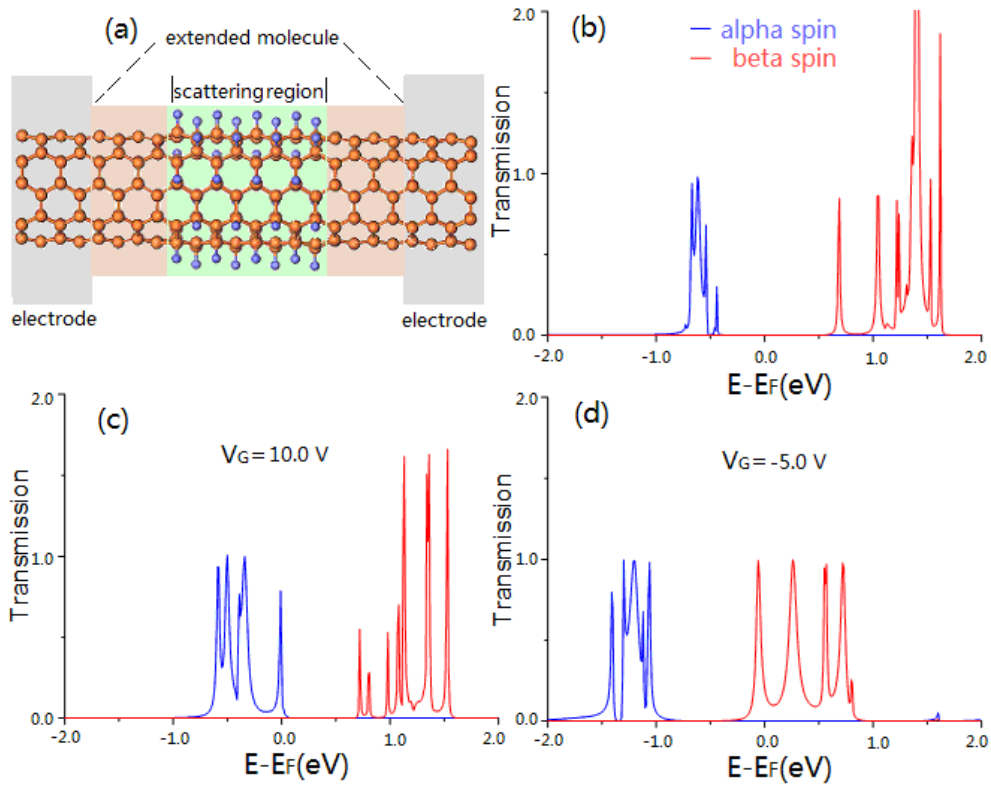 (a)
extended molecule
scattering region
electrode
electrode
(b)
2.0
1.0
0.0
Transmission
alpha spin
beta spin
-2.0 -1.0 0.0 1.0 2.0
E-EF(eV)
(c)
2.0
1.0
0.0
Transmission
VG=10.0 V
-2.0 -1.0 0.0 1.0 2.0
E-EF(eV)
(d)
2.0
1.0
0.0
Transmission
VG=-5.0 V
-2.0 -1.0 0.0 1.0 2.0
E-EF(eV)